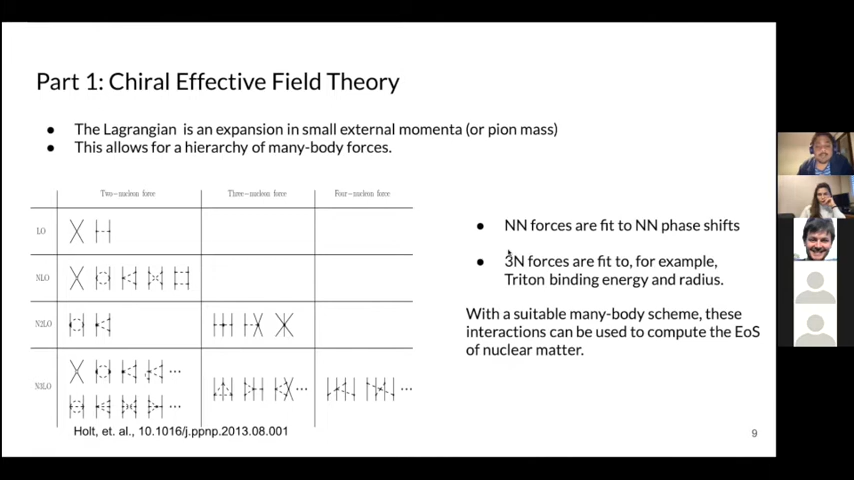 Part 1: Chiral Effective Field Theory
● The Lagrangian is an expansion in small external momenta (or pion mass)
● This allows for a hierarchy of many-body forces.
Two-nucleon force Three-nucleon force Four-nucleon force
LO
NLO
N2LO
N3LO
Holt, et. al., 10.1016/j.ppnp.2013.08.001
● NN forces are fit to NN phase shifts
● 3N forces are fit to, for example,
Triton binding energy and radius.
With a suitable many-body scheme, these
interactions can be used to compute the EoS
of nuclear matter.
9